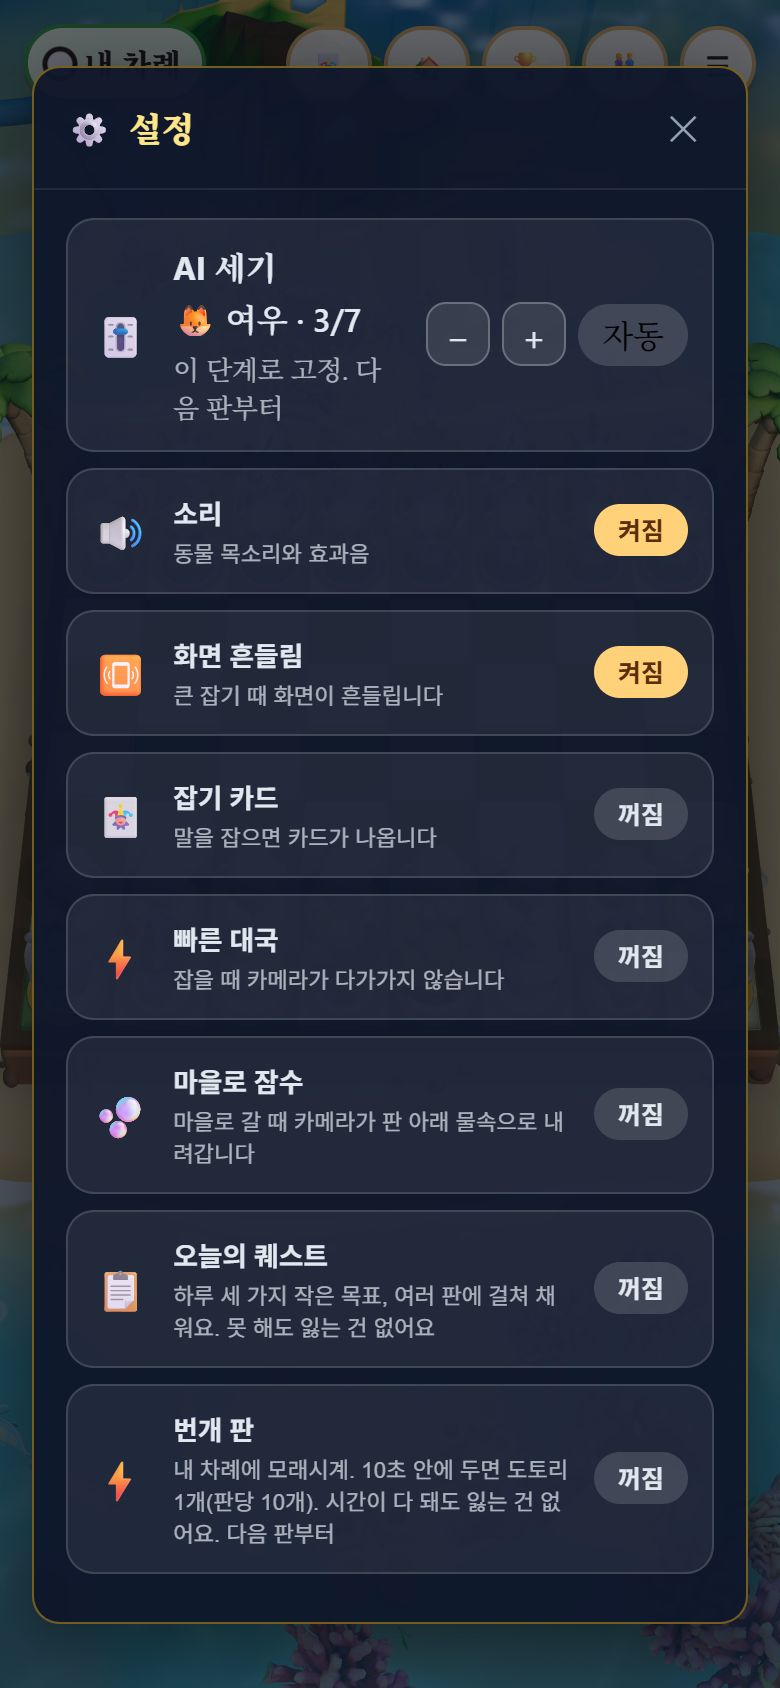 내 차례
설정
AI 세기
여우 · 3/7
이 단계로 고정. 다
음 판부터
−
+
자동
소리
동물 목소리와 효과음
켜짐
화면 흔들림
큰 잡기 때 화면이 흔들립니다
켜짐
잡기 카드
말을 잡으면 카드가 나옵니다
꺼짐
빠른 대국
잡을 때 카메라가 다가가지 않습니다
꺼짐
마을로 잠수
마을로 갈 때 카메라가 판 아래 물속으로 내
려갑니다
꺼짐
오늘의 퀘스트
하루 세 가지 작은 목표, 여러 판에 걸쳐 채
워요. 못 해도 잃는 건 없어요
꺼짐
번개 판
내 차례에 모래시계. 10초 안에 두면 도토리
1개(판당 10개). 시간이 다 돼도 잃는 건 없
어요. 다음 판부터
꺼짐